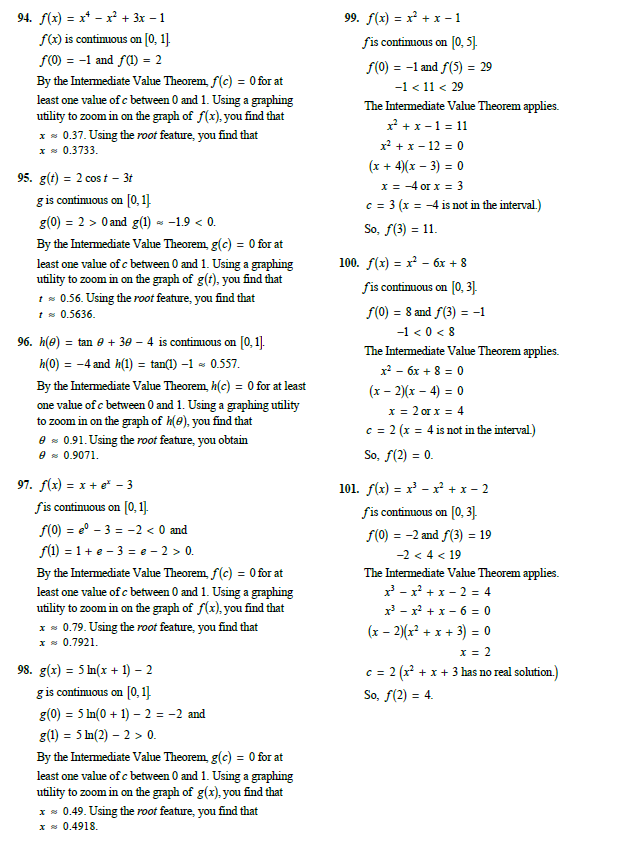 94. f(x) = x⁴ − x² + 3x − 1
f(x) is continuous on [0, 1].
f(0) = −1 and f(1) = 2
By the Intermediate Value Theorem, f(c) = 0 for at
least one value of c between 0 and 1. Using a graphing
utility to zoom in on the graph of f(x), you find that
x ≈ 0.37. Using the root feature, you find that
x ≈ 0.3733.
95. g(t) = 2 cos t − 3t
g is continuous on [0, 1].
g(0) = 2 > 0 and g(1) ≈ −1.9 < 0.
By the Intermediate Value Theorem, g(c) = 0 for at
least one value of c between 0 and 1. Using a graphing
utility to zoom in on the graph of g(t), you find that
t ≈ 0.56. Using the root feature, you find that
t ≈ 0.5636.
96. h(θ) = tan θ + 3θ − 4 is continuous on [0, 1].
h(0) = −4 and h(1) = tan(1) −1 ≈ 0.557.
By the Intermediate Value Theorem, h(c) = 0 for at least
one value of c between 0 and 1. Using a graphing utility
to zoom in on the graph of h(θ), you find that
θ ≈ 0.91. Using the root feature, you obtain
θ ≈ 0.9071.
97. f(x) = x + eˣ − 3
f is continuous on [0, 1].
f(0) = e⁰ − 3 = −2 < 0 and
f(1) = 1 + e − 3 = e − 2 > 0.
By the Intermediate Value Theorem, f(c) = 0 for at
least one value of c between 0 and 1. Using a graphing
utility to zoom in on the graph of f(x), you find that
x ≈ 0.79. Using the root feature, you find that
x ≈ 0.7921.
98. g(x) = 5 ln(x + 1) − 2
g is continuous on [0, 1].
g(0) = 5 ln(0 + 1) − 2 = −2 and
g(1) = 5 ln(2) − 2 > 0.
By the Intermediate Value Theorem, g(c) = 0 for at
least one value of c between 0 and 1. Using a graphing
utility to zoom in on the graph of g(x), you find that
x ≈ 0.49. Using the root feature, you find that
x ≈ 0.4918.
99. f(x) = x² + x − 1
f is continuous on [0, 5].
f(0) = −1 and f(5) = 29
−1 < 11 < 29
The Intermediate Value Theorem applies.
x² + x − 1 = 11
x² + x − 12 = 0
(x + 4)(x − 3) = 0
x = −4 or x = 3
c = 3 (x = −4 is not in the interval.)
So, f(3) = 11.
100. f(x) = x² − 6x + 8
f is continuous on [0, 3].
f(0) = 8 and f(3) = −1
−1 < 0 < 8
The Intermediate Value Theorem applies.
x² − 6x + 8 = 0
(x − 2)(x − 4) = 0
x = 2 or x = 4
c = 2 (x = 4 is not in the interval.)
So, f(2) = 0.
101. f(x) = x³ − x² + x − 2
f is continuous on [0, 3].
f(0) = −2 and f(3) = 19
−2 < 4 < 19
The Intermediate Value Theorem applies.
x³ − x² + x − 2 = 4
x³ − x² + x − 6 = 0
(x − 2)(x² + x + 3) = 0
x = 2
c = 2 (x² + x + 3 has no real solution.)
So, f(2) = 4.